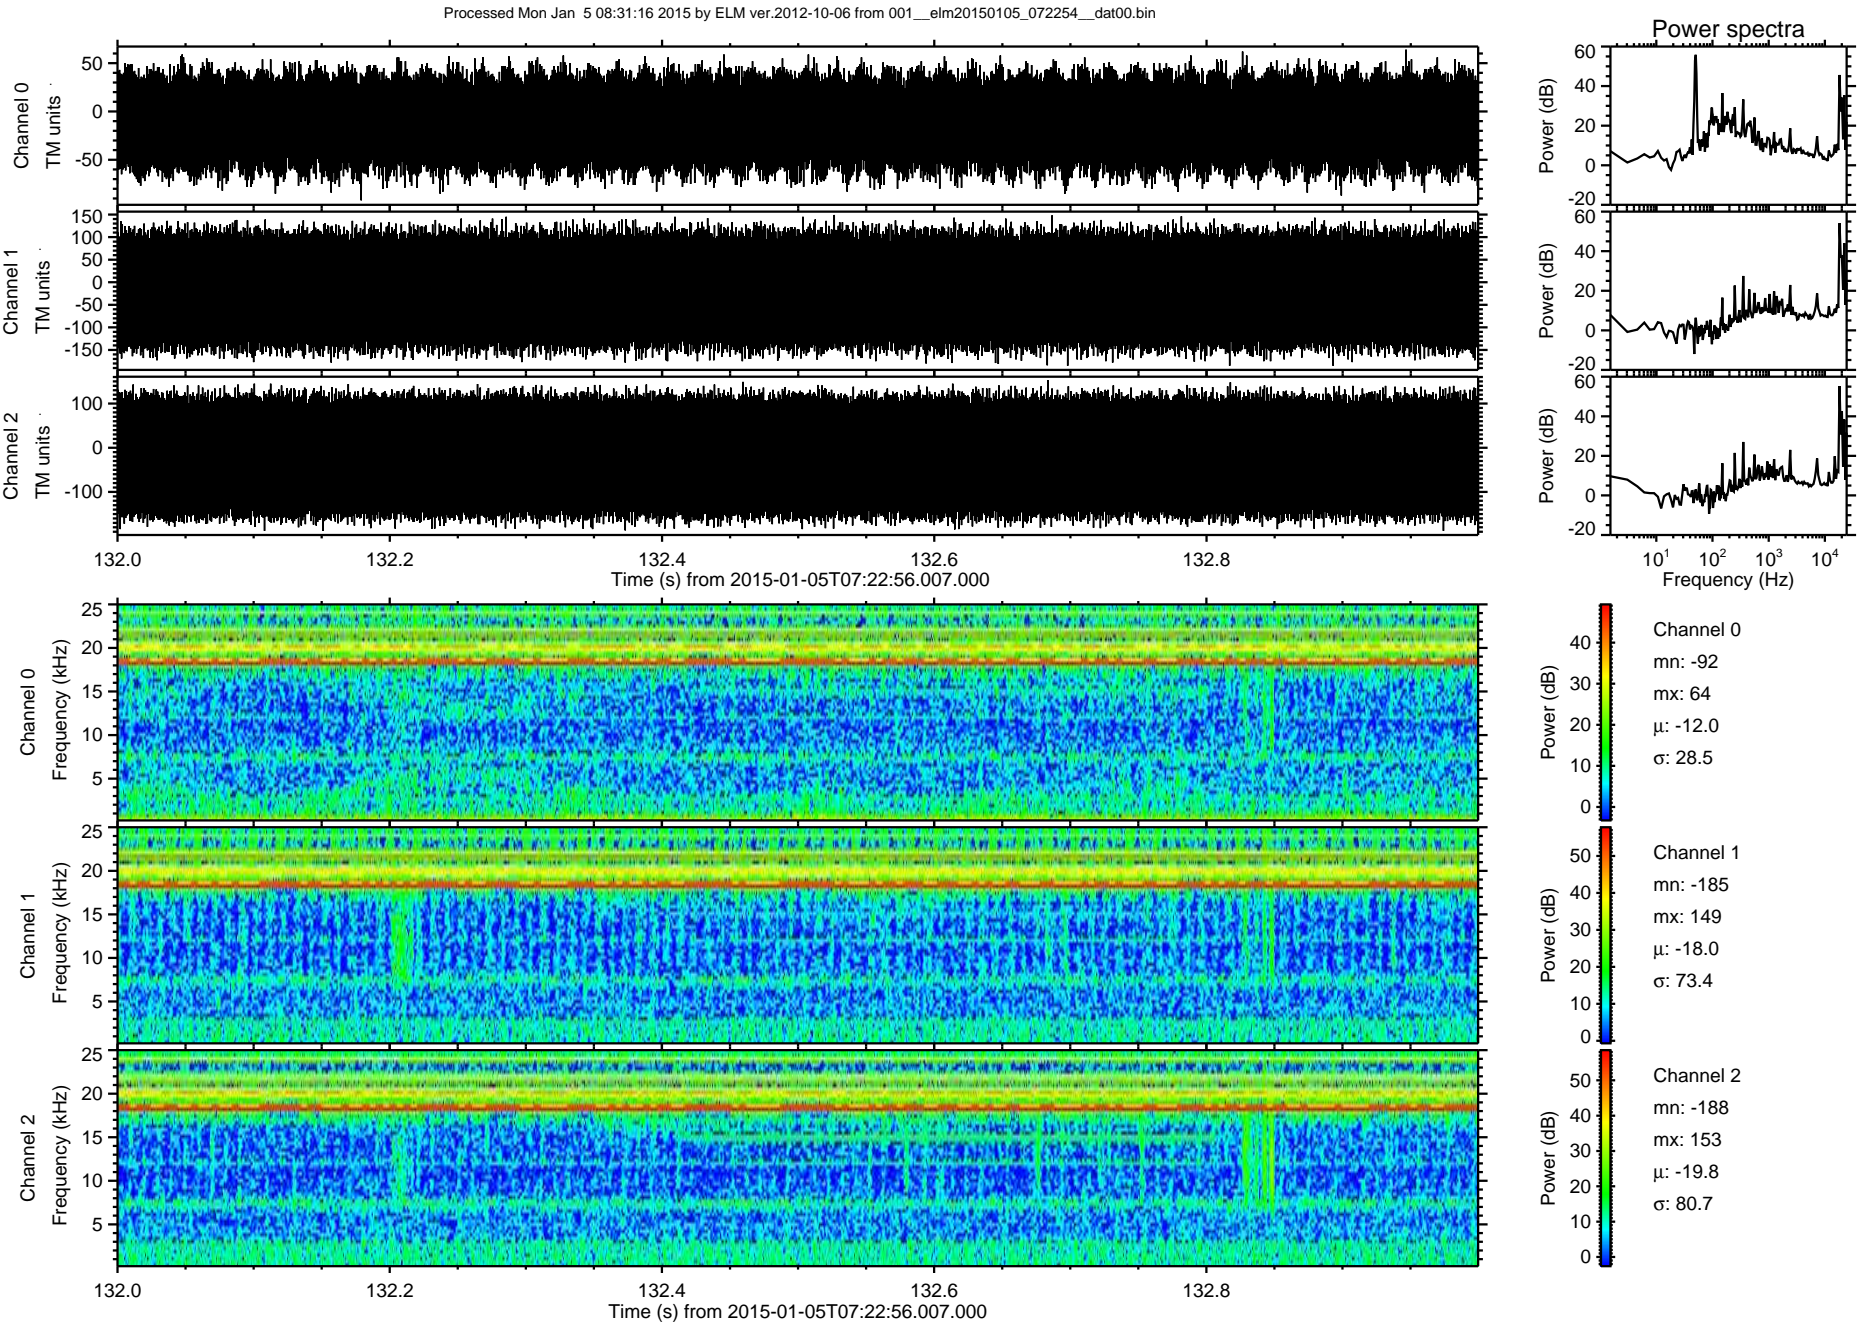 Processed Mon Jan  5 08:31:16 2015 by ELM ver.2012-10-06 from 001__elm20150105_072254__dat00.bin
Power spectra
Channel 0
TM units
50
0
-50
Power (dB)
60
40
20
0
-20
Channel 1
TM units
150
100
50
0
-50
-100
-150
Power (dB)
60
40
20
0
-20
Channel 2
TM units
100
0
-100
Power (dB)
60
40
20
0
-20
132.0 132.2 132.4 132.6 132.8
Time (s) from 2015-01-05T07:22:56.007.000
10^1 10^2 10^3 10^4
Frequency (Hz)
Channel 0
Frequency (kHz)
25
20
15
10
5
Power (dB)
40
30
20
10
0
Channel 0
mn: -92
mx: 64
μ: -12.0
σ: 28.5
Channel 1
Frequency (kHz)
25
20
15
10
5
Power (dB)
50
40
30
20
10
0
Channel 1
mn: -185
mx: 149
μ: -18.0
σ: 73.4
Channel 2
Frequency (kHz)
25
20
15
10
5
Power (dB)
50
40
30
20
10
0
Channel 2
mn: -188
mx: 153
μ: -19.8
σ: 80.7
132.0 132.2 132.4 132.6 132.8
Time (s) from 2015-01-05T07:22:56.007.000